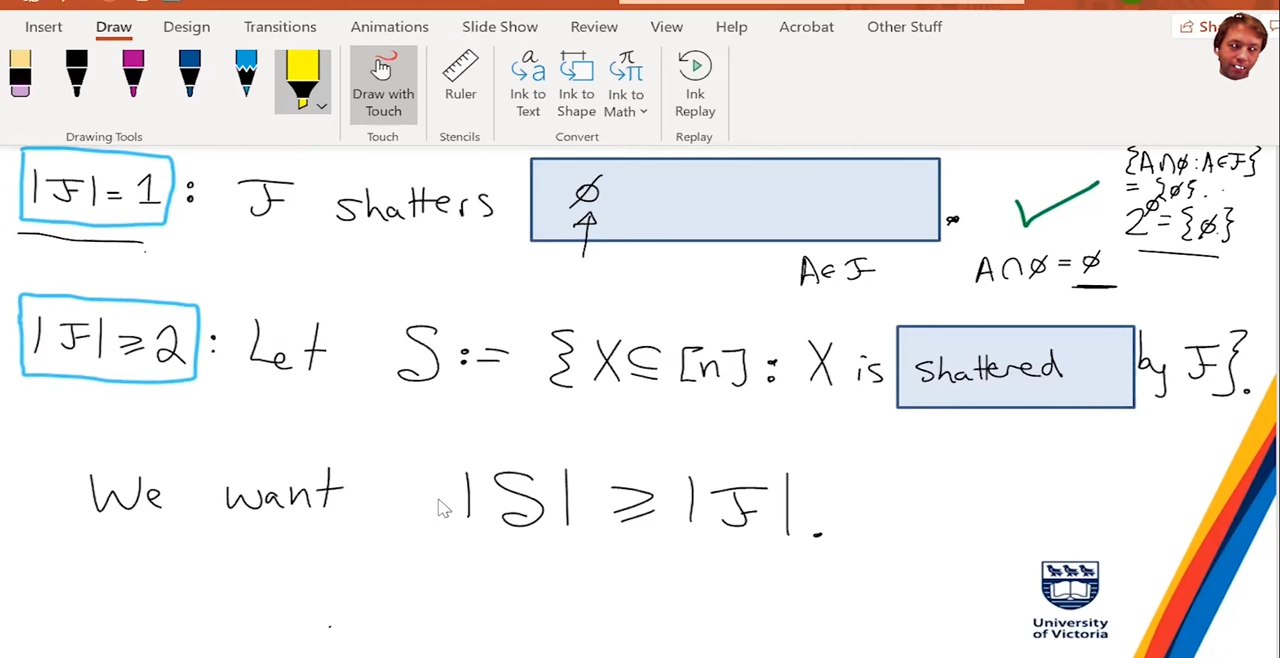 Insert Draw Design Transitions Animations Slide Show Review View Help Acrobat Other Stuff
Draw with Touch
Ruler
Ink to Text
Ink to Shape
Ink to Math
Ink Replay
Drawing Tools Touch Stencils Convert Replay
|F|=1 : F shatters ∅ .
{A∩∅ : A∈F}
= {∅}.
2^∅ = {∅}
A∈F A∩∅ = ∅
|F|≥2 : Let S := {X⊆[n] : X is shattered by F}.
We want |S| ≥ |F|.
University
of Victoria